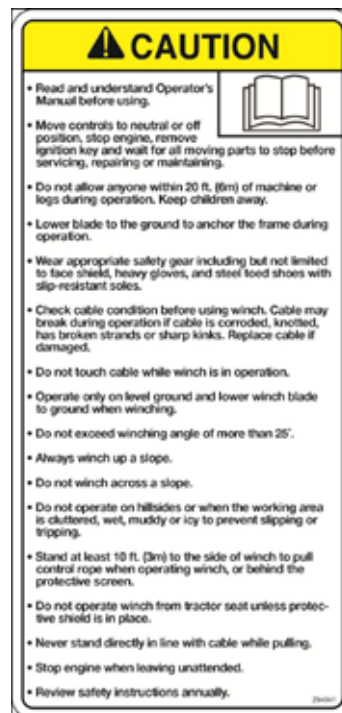 CAUTION
• Read and understand Operator's
Manual before using.
• Move controls to neutral or off
position, stop engine, remove
ignition key and wait for all moving parts to stop before
servicing, repairing or maintaining.
• Do not allow anyone within 20 ft. (6m) of machine or
logs during operation. Keep children away.
• Lower blade to the ground to anchor the frame during
operation.
• Wear appropriate safety gear including but not limited
to face shield, heavy gloves, and steel toed shoes with
slip-resistant soles.
• Check cable condition before using winch. Cable may
break during operation if cable is corroded, knotted,
has broken strands or sharp kinks. Replace cable if
damaged.
• Do not touch cable while winch is in operation.
• Operate only on level ground and lower winch blade
to ground when winching.
• Do not exceed winching angle of more than 25°.
• Always winch up a slope.
• Do not winch across a slope.
• Do not operate on hillsides or when the working area
is cluttered, wet, muddy or icy to prevent slipping or
tripping.
• Stand at least 10 ft. (3m) to the side of winch to pull
control rope when operating winch, or behind the
protective screen.
• Do not operate winch from tractor seat unless protec-
tive shield is in place.
• Never stand directly in line with cable while pulling.
• Stop engine when leaving unattended.
• Review safety instructions annually.